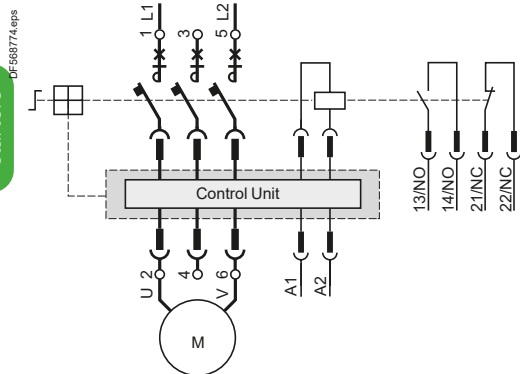 DF568774.eps
1 L1
3
5 L2
Control Unit
U 2
4
V 6
A1
A2
M
13/NO
14/NO
21/NC
22/NC